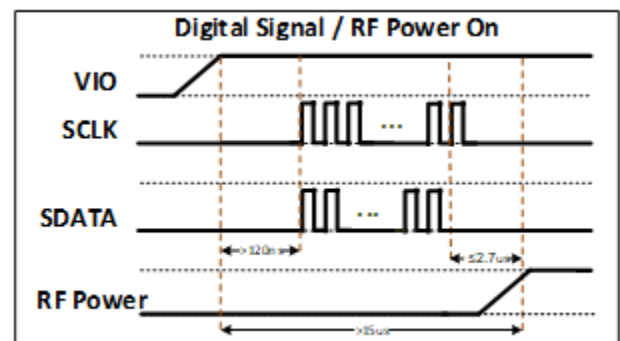 Digital Signal / RF Power On
VIO
SCLK
...
SDATA
...
>120ns
≤2.7us
RF Power
>15us